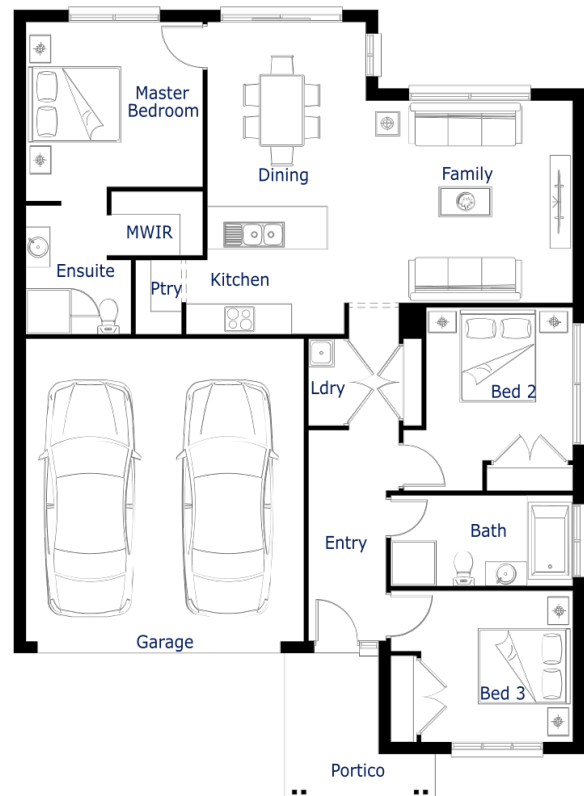 Master
Bedroom
Dining
Family
MWIR
Ensuite
Ptry
Kitchen
Ldry
Bed 2
Entry
Bath
Garage
Bed 3
Portico